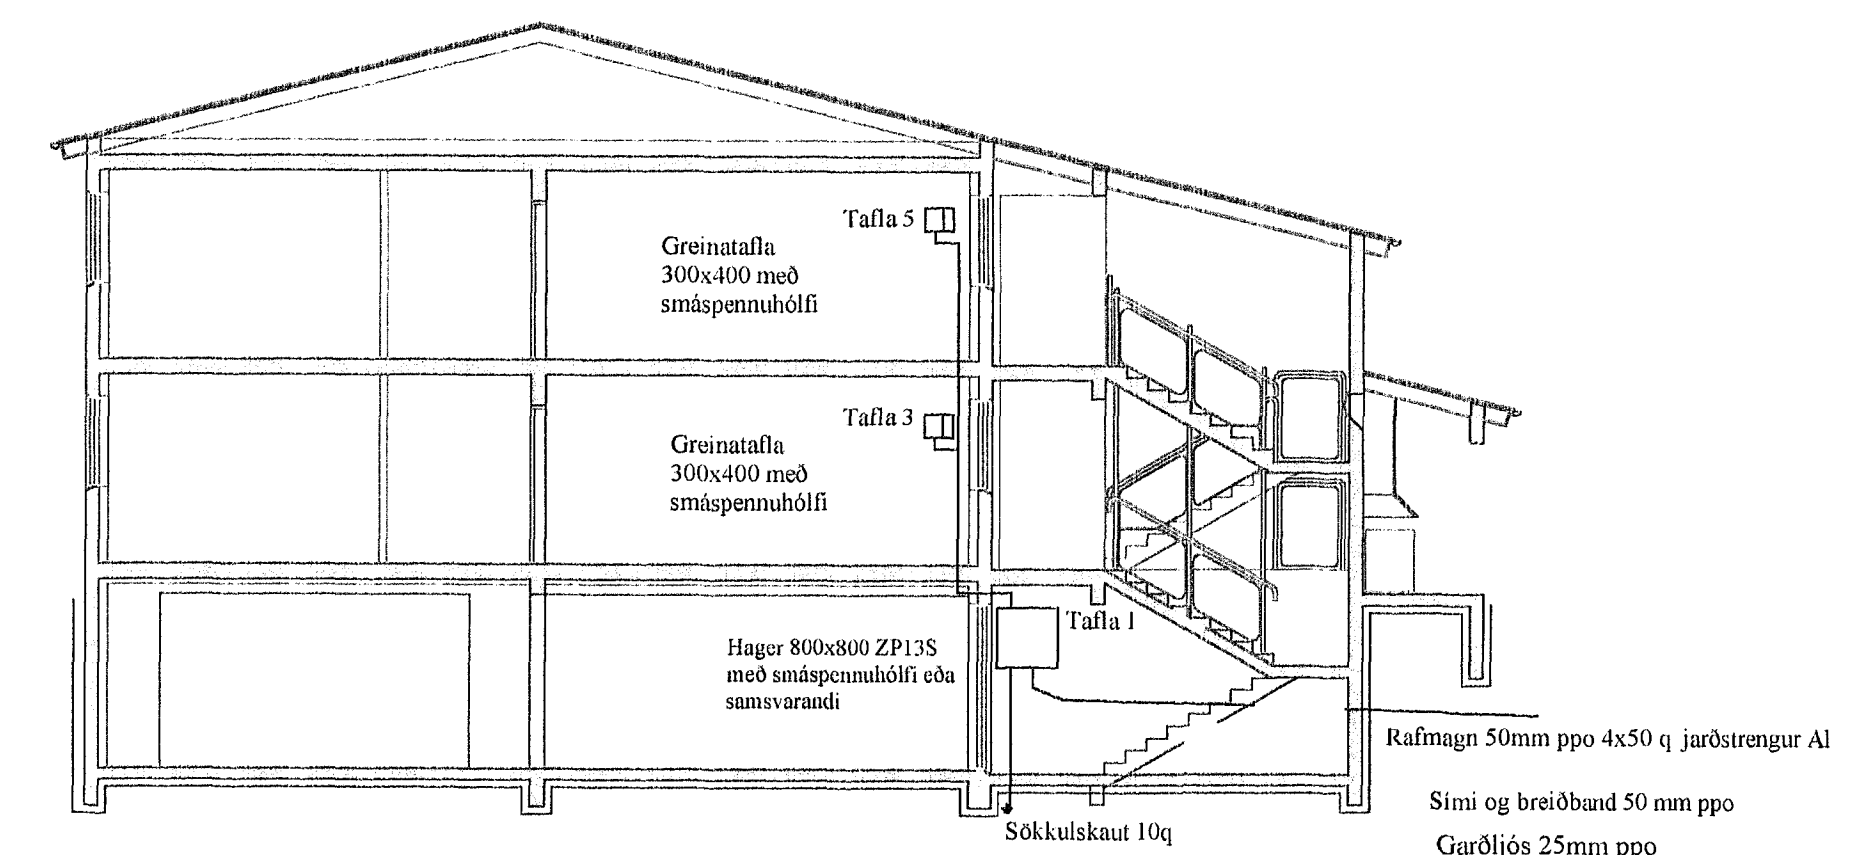 Tafla 5
Greinatafla
300x400 með
smáspennuhólfi
Tafla 3
Greinatafla
300x400 með
smáspennuhólfi
Tafla 1
Hager 800x800 ZP13S
með smáspennuhólfi eða
samsvarandi
Rafmagn 50mm ppo 4x50 q jarðstrengur Al
Sími og breiðband 50 mm ppo
Sökkulskaut 10q
Garðljós 25mm ppo